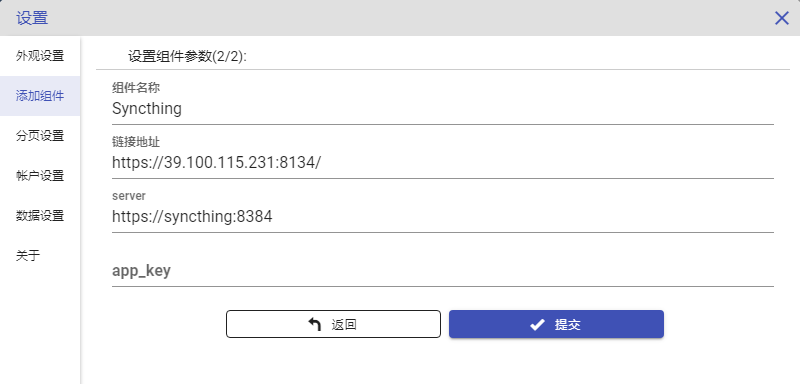 设置
外观设置
添加组件
分页设置
帐户设置
数据设置
关于
设置组件参数(2/2):
组件名称
Syncthing
链接地址
https://39.100.115.231:8134/
server
https://syncthing:8384
app_key
返回
提交